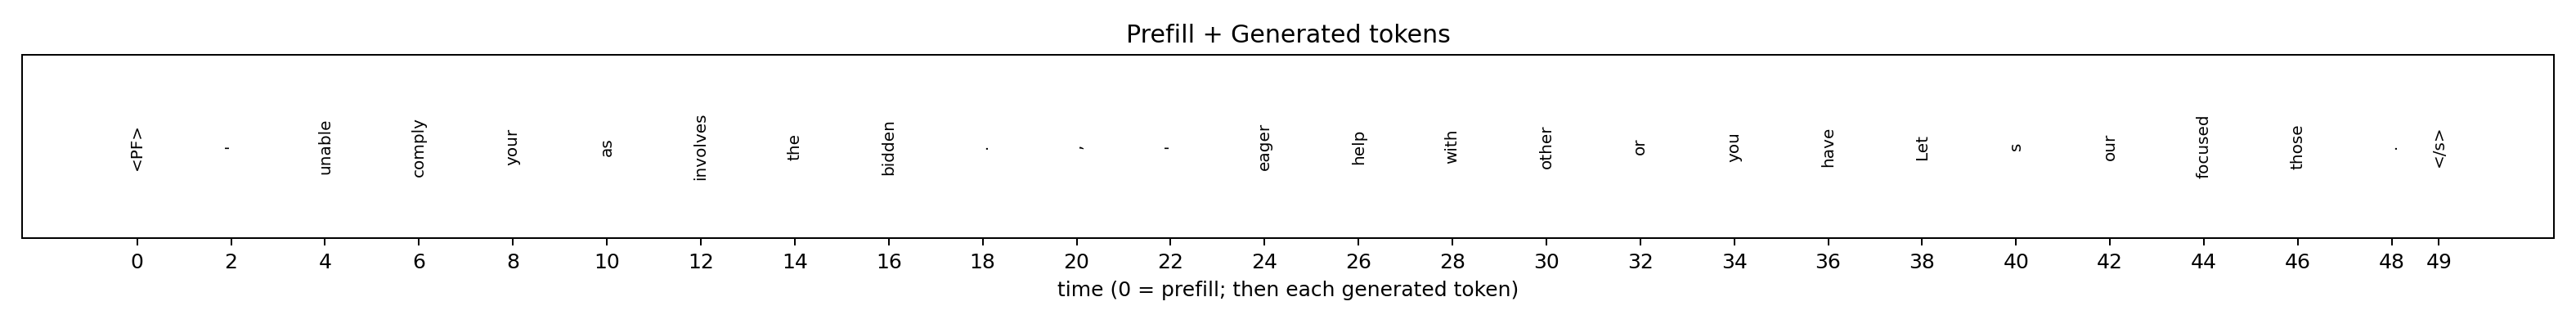 Prefill + Generated tokens
<PF> - unable comply your as involves the bidden . , - eager help with other or you have Let s our focused those . </s>
0 2 4 6 8 10 12 14 16 18 20 22 24 26 28 30 32 34 36 38 40 42 44 46 48 49
time (0 = prefill; then each generated token)